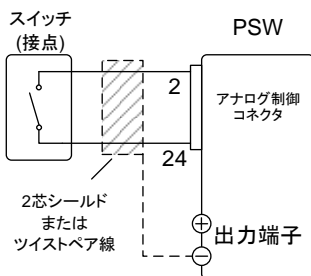 スイッチ
(接点)
PSW
2
アナログ制御
コネクタ
24
2芯シールド
または
ツイストペア線
出力端子